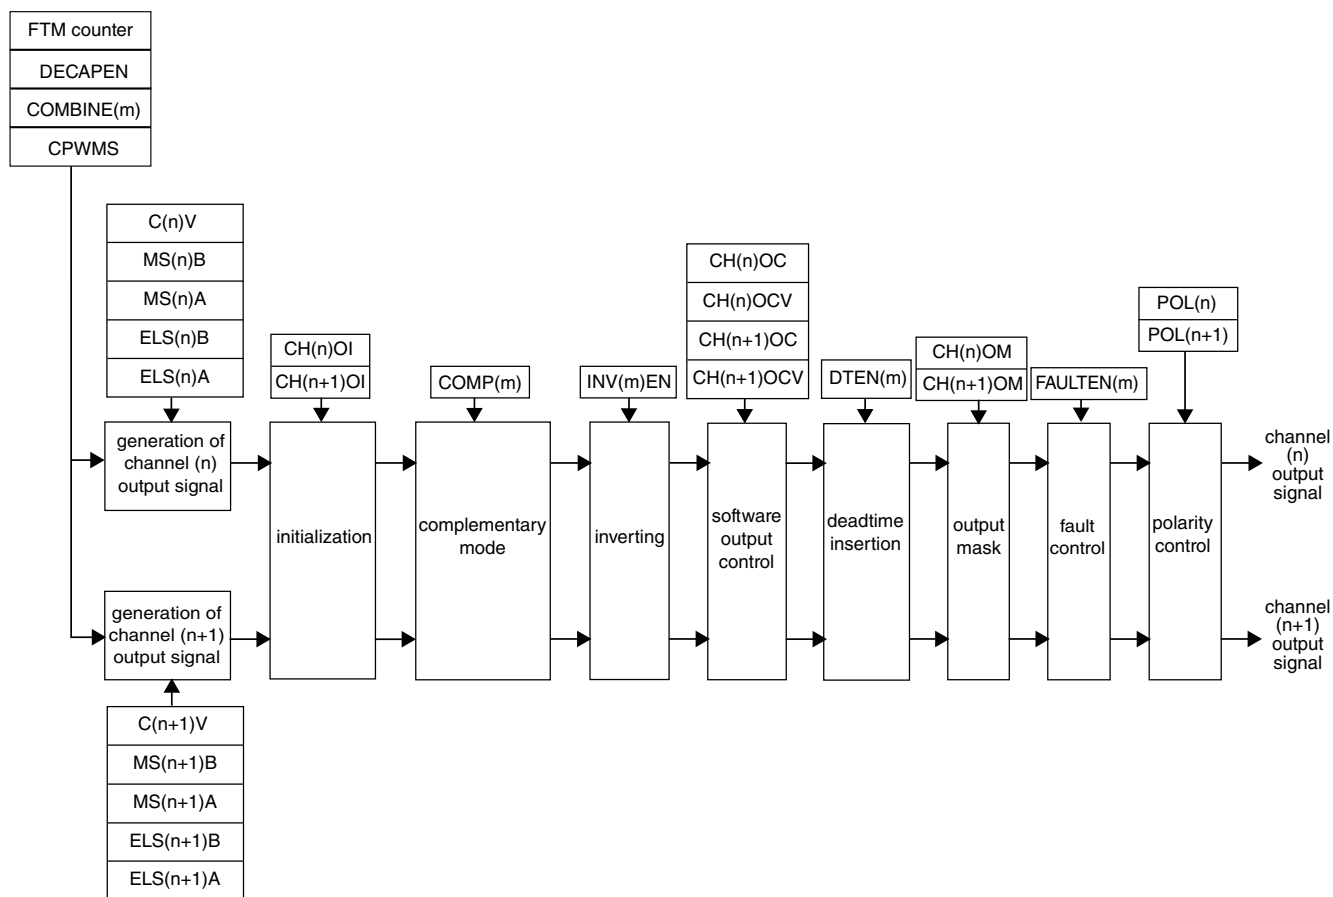 FTM counter
DECAPEN
COMBINE(m)
CPWMS
C(n)V
MS(n)B
MS(n)A
ELS(n)B
ELS(n)A
CH(n)OI
CH(n+1)OI
COMP(m)
INV(m)EN
CH(n)OC
CH(n)OCV
CH(n+1)OC
CH(n+1)OCV
DTEN(m)
CH(n)OM
CH(n+1)OM
FAULTEN(m)
POL(n)
POL(n+1)
generation of
channel (n)
output signal
initialization
complementary
mode
inverting
software
output
control
deadtime
insertion
output
mask
fault
control
polarity
control
channel
(n)
output
signal
generation of
channel (n+1)
output signal
channel
(n+1)
output
signal
C(n+1)V
MS(n+1)B
MS(n+1)A
ELS(n+1)B
ELS(n+1)A